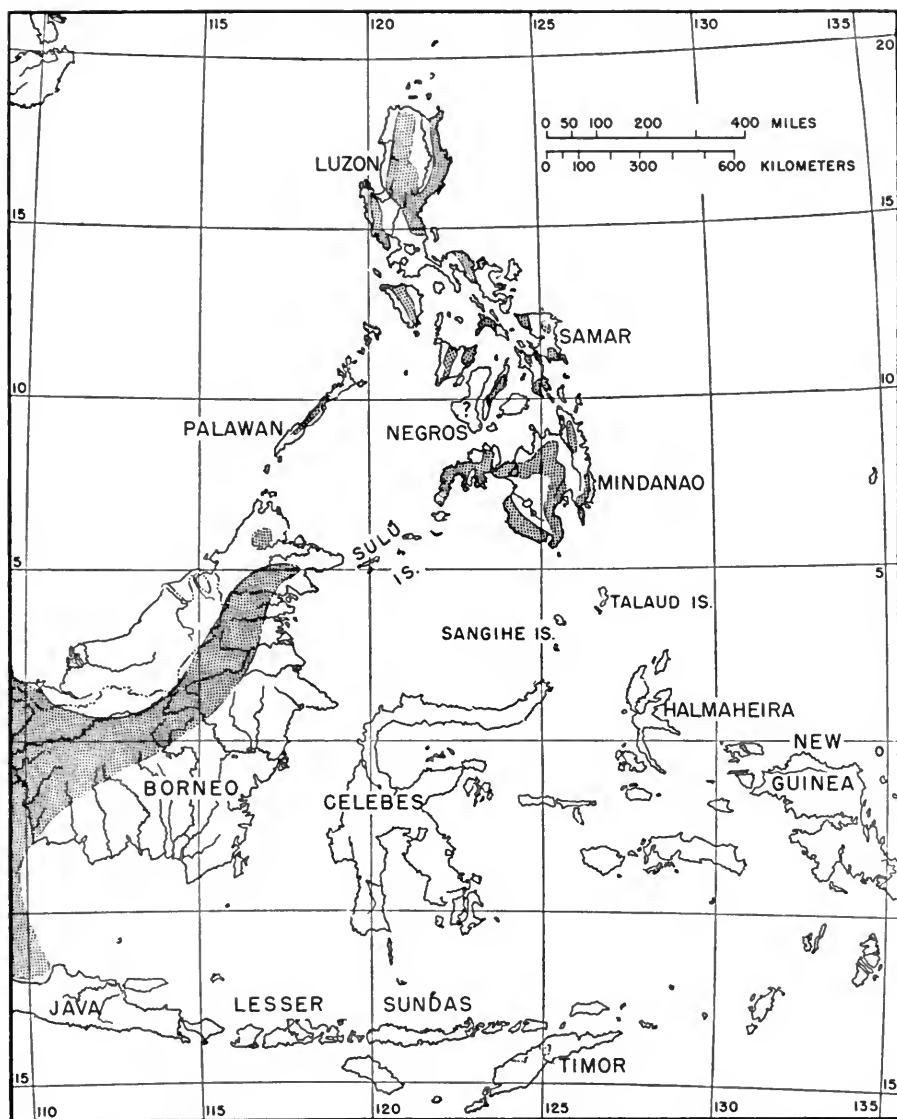 115 120 125 130 135
110 20
0 50 100 200 400 MILES
0 100 300 600 KILOMETERS
LUZON
15 15
SAMAR
10 10
?
PALAWAN NEGROS
MINDANAO
SULU
IS.
5 5
TALAUD IS.
SANGIHE IS.
HALMAHEIRA
NEW
0
GUINEA
BORNEO CELEBES
JAVA LESSER SUNDAS
TIMOR
15 15
110 115 120 125 130 135